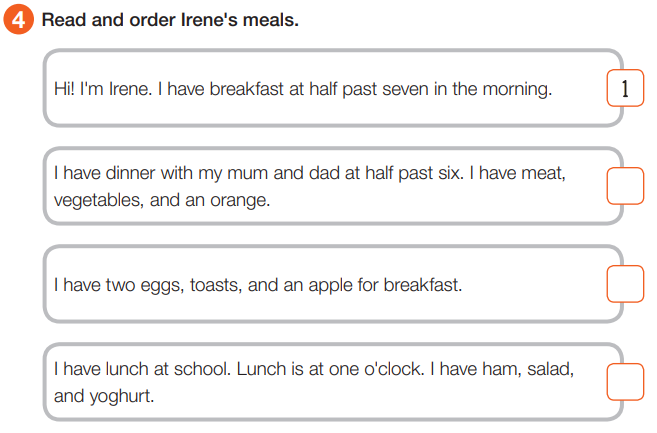 4 Read and order Irene's meals.
Hi! I'm Irene. I have breakfast at half past seven in the morning.
1
I have dinner with my mum and dad at half past six. I have meat,
vegetables, and an orange.
I have two eggs, toasts, and an apple for breakfast.
I have lunch at school. Lunch is at one o'clock. I have ham, salad,
and yoghurt.